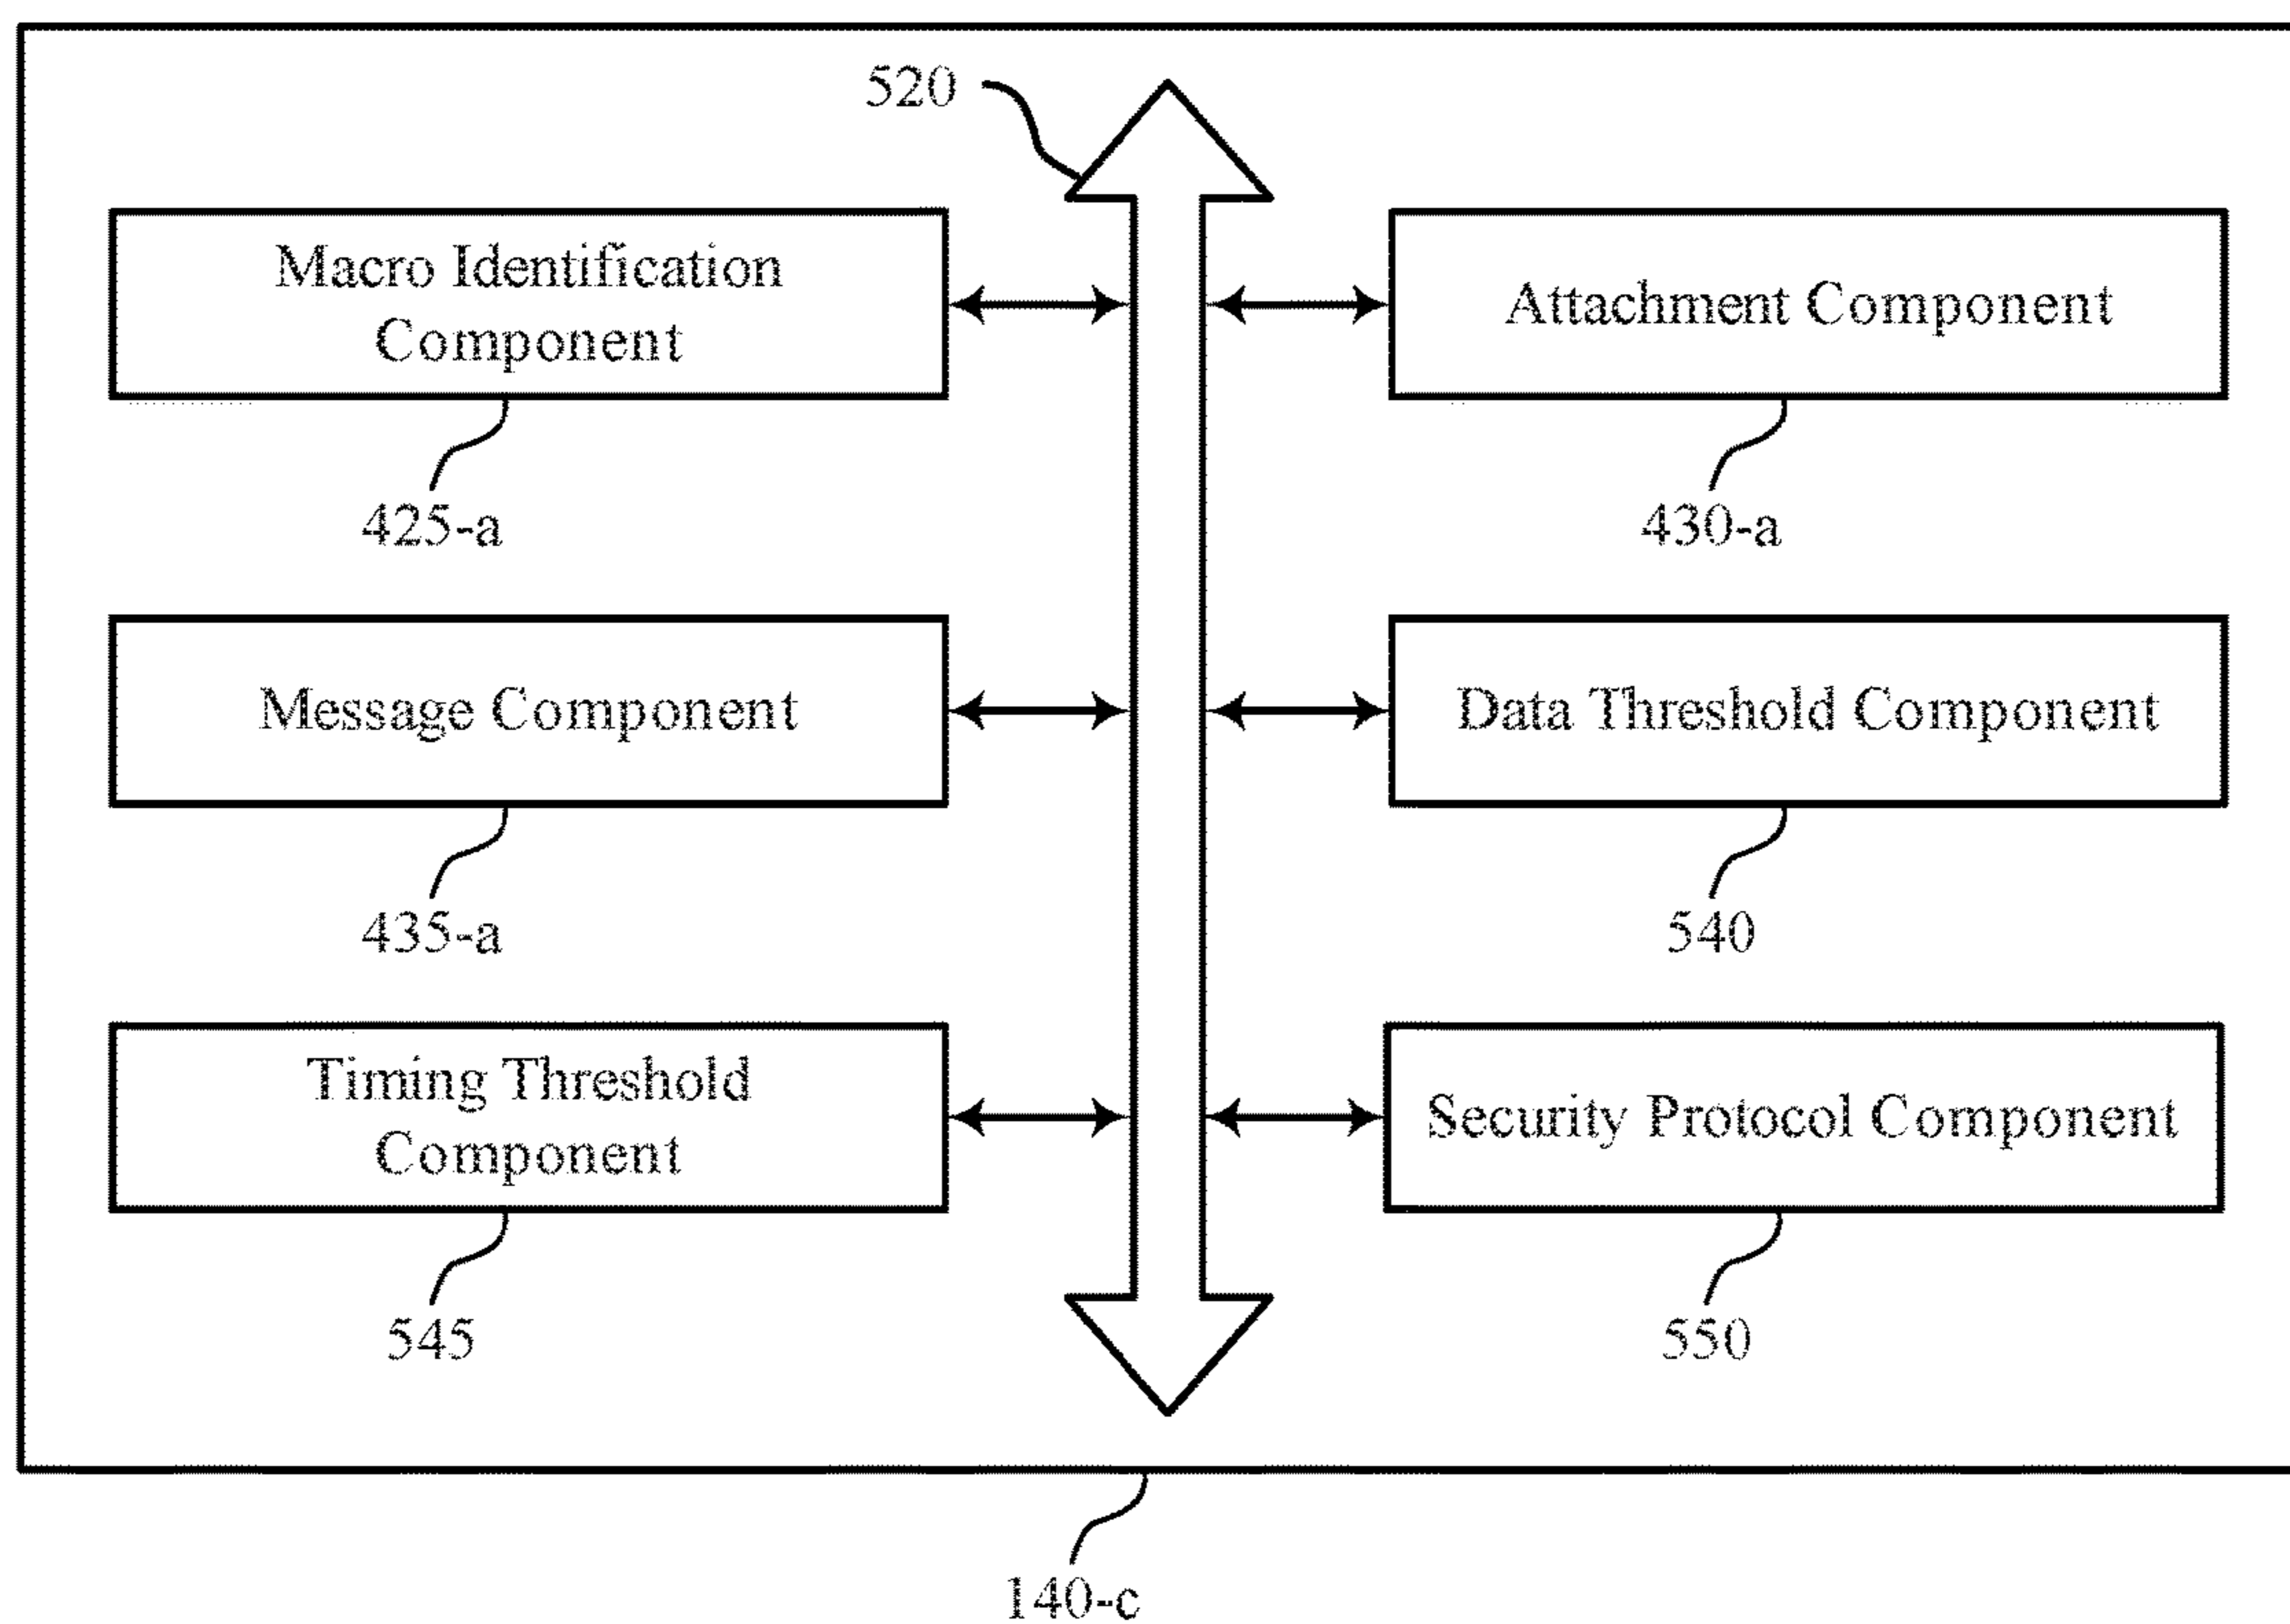 520
Macro Identification
Component
Attachment Component
425-a
430-a
Message Component
Data Threshold Component
435-a
540
Timing Threshold
Component
Security Protocol Component
545
550
140-c